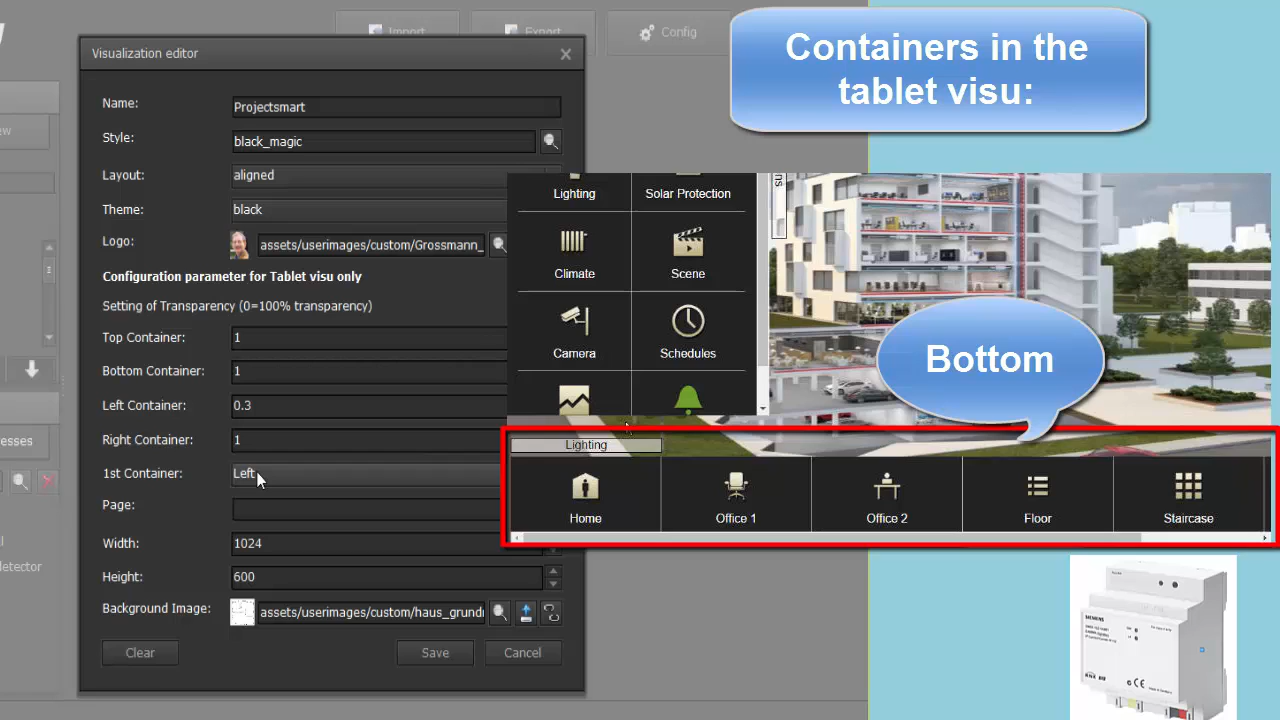 Import
Export
Config
Containers in the
tablet visu:
Visualization editor
Name:
Projectsmart
Style:
black_magic
Layout:
aligned
Theme:
black
Logo:
assets/userimages/custom/Grossmann_
Configuration parameter for Tablet visu only
Setting of Transparency (0=100% transparency)
Top Container:
1
Bottom Container:
1
Left Container:
0.3
Right Container:
1
1st Container:
Left
Page:
Width:
1024
Height:
600
Background Image:
assets/userimages/custom/haus_grundr
Clear
Save
Cancel
Lighting
Solar Protection
Climate
Scene
Camera
Schedules
Bottom
Lighting
Home
Office 1
Office 2
Floor
Staircase
esses
detector
SIEMENS
KNX